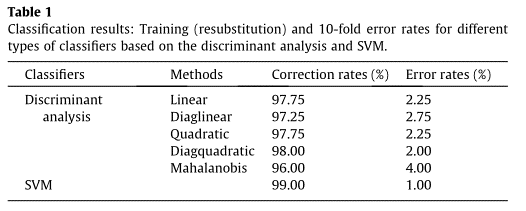 Table 1
Classification results: Training (resubstitution) and 10-fold error rates for different
types of classifiers based on the discriminant analysis and SVM.
Classifiers Methods Correction rates (%) Error rates (%)
Discriminant Linear 97.75 2.25
analysis Diaglinear 97.25 2.75
Quadratic 97.75 2.25
Diagquadratic 98.00 2.00
Mahalanobis 96.00 4.00
SVM 99.00 1.00